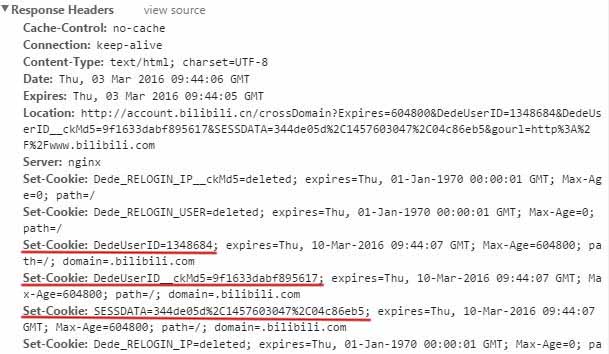 ▼ Response Headers view source
Cache-Control: no-cache
Connection: keep-alive
Content-Type: text/html; charset=UTF-8
Date: Thu, 03 Mar 2016 09:44:06 GMT
Expires: Thu, 03 Mar 2016 09:44:05 GMT
Location: http://account.bilibili.cn/crossDomain?Expires=604800&DedeUserID=1348684&DedeUs
erID__ckMd5=9f1633dabf895617&SESSDATA=344de05d%2C1457603047%2C04c86eb5&gourl=http%3A%2
F%2Fwww.bilibili.com
Server: nginx
Set-Cookie: Dede_RELOGIN_IP__ckMd5=deleted; expires=Thu, 01-Jan-1970 00:00:01 GMT; Max-Ag
e=0; path=/
Set-Cookie: Dede_RELOGIN_USER=deleted; expires=Thu, 01-Jan-1970 00:00:01 GMT; Max-Age=0;
path=/
Set-Cookie: DedeUserID=1348684; expires=Thu, 10-Mar-2016 09:44:07 GMT; Max-Age=604800; pa
th=/; domain=.bilibili.com
Set-Cookie: DedeUserID__ckMd5=9f1633dabf895617; expires=Thu, 10-Mar-2016 09:44:07 GMT; Ma
x-Age=604800; path=/; domain=.bilibili.com
Set-Cookie: SESSDATA=344de05d%2C1457603047%2C04c86eb5; expires=Thu, 10-Mar-2016 09:44:07
GMT; Max-Age=604800; path=/; domain=.bilibili.com
Set-Cookie: Dede_RELOGIN_IP=deleted; expires=Thu, 01-Jan-1970 00:00:01 GMT; Max-Age=0; pa